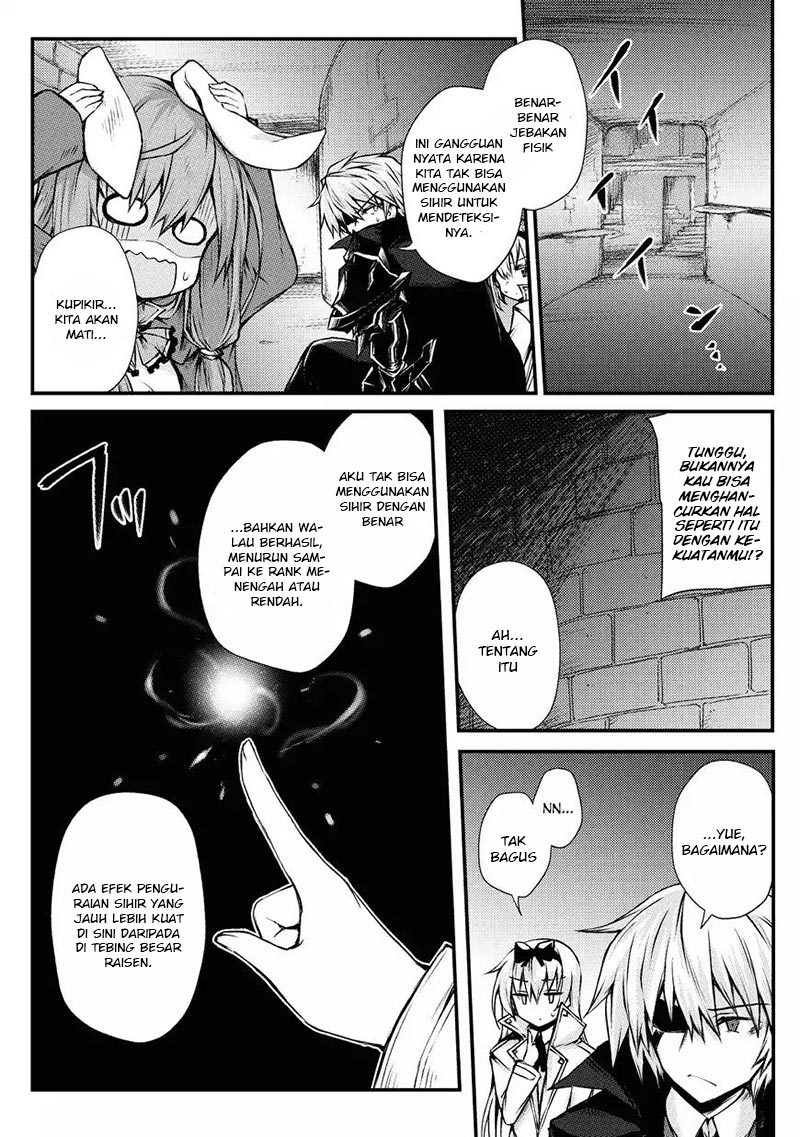 BENAR-
BENAR
JEBAKAN
FISIK
INI GANGGUAN
NYATA KARENA
KITA TAK BISA
MENGGUNAKAN
SIHIR UNTUK
MENDETEKSI-
NYA.
KUPIKIR...
KITA AKAN
MATI...
TUNGGU,
BUKANNYA
KAU BISA
MENGHAN-
CURKAN HAL
SEPERTI ITU
DENGAN KE-
KUATANMU!?
AH...
TENTANG
ITU
...YUE,
BAGAIMANA?
NN...
TAK
BAGUS
AKU TAK BISA
MENGGUNAKAN
SIHIR DENGAN
BENAR
...BAHKAN WA-
LAU BERHASIL,
MENURUN SAM-
PAI KE RANK ME-
NENGAH ATAU
RENDAH.
ADA EFEK PENGU-
RAIAN SIHIR YANG
JAUH LEBIH KUAT
DI SINI DARIPADA
DI TEBING BESAR
RAISEN.